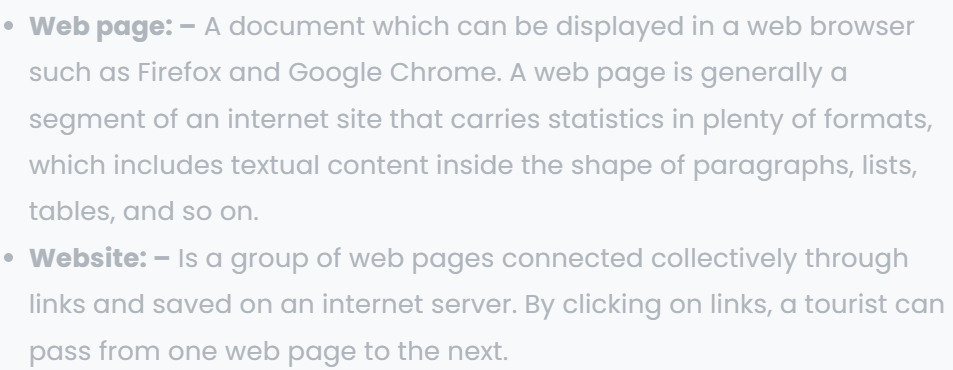 • Web page: – A document which can be displayed in a web browser
such as Firefox and Google Chrome. A web page is generally a
segment of an internet site that carries statistics in plenty of formats,
which includes textual content inside the shape of paragraphs, lists,
tables, and so on.
• Website: – Is a group of web pages connected collectively through
links and saved on an internet server. By clicking on links, a tourist can
pass from one web page to the next.